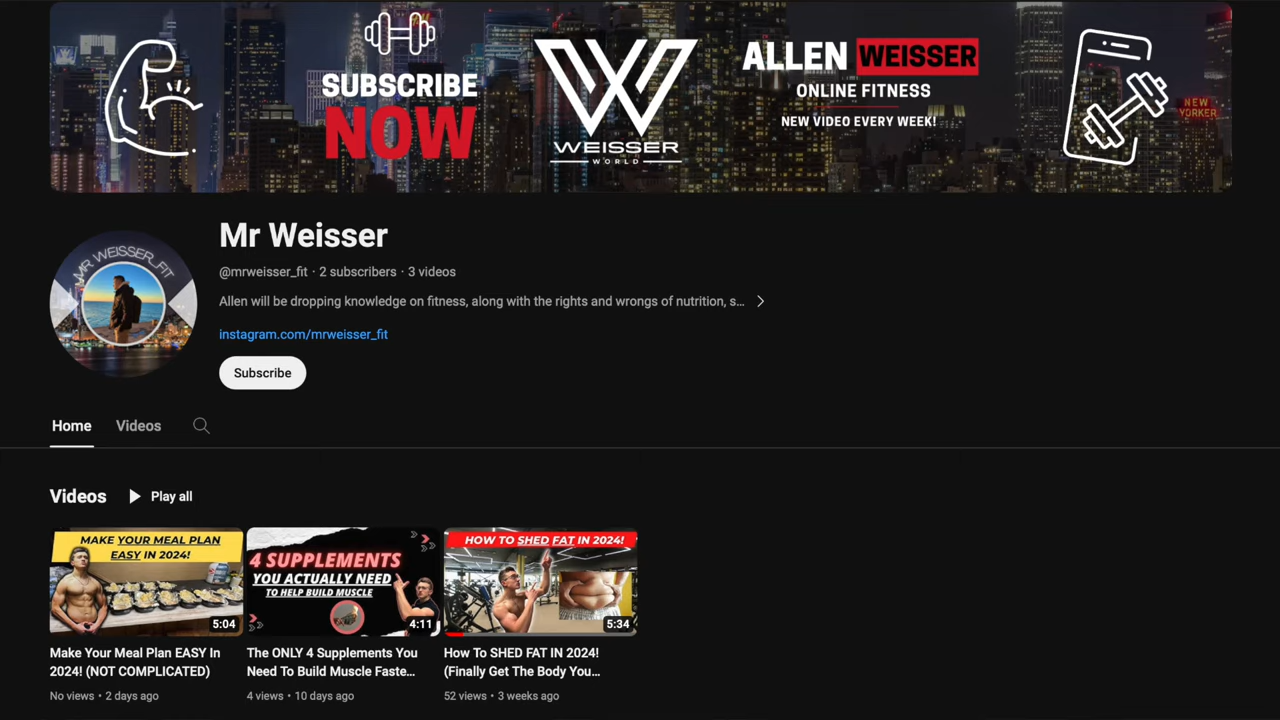 SUBSCRIBE
NOW
WEISSER
WORLD
ALLEN WEISSER
ONLINE FITNESS
NEW VIDEO EVERY WEEK!
NEW
YORKER
MR WEISSER_FIT
Mr Weisser
@mrweisser_fit · 2 subscribers · 3 videos
Allen will be dropping knowledge on fitness, along with the rights and wrongs of nutrition, s...
instagram.com/mrweisser_fit
Subscribe
Home Videos
Videos Play all
MAKE YOUR MEAL PLAN
EASY IN 2024!
5:04
4 SUPPLEMENTS
YOU ACTUALLY NEED
TO HELP BUILD MUSCLE
4:11
HOW TO SHED FAT IN 2024!
5:34
Make Your Meal Plan EASY In
2024! (NOT COMPLICATED)
No views • 2 days ago
The ONLY 4 Supplements You
Need To Build Muscle Faste...
4 views • 10 days ago
How To SHED FAT IN 2024!
(Finally Get The Body You...
52 views • 3 weeks ago